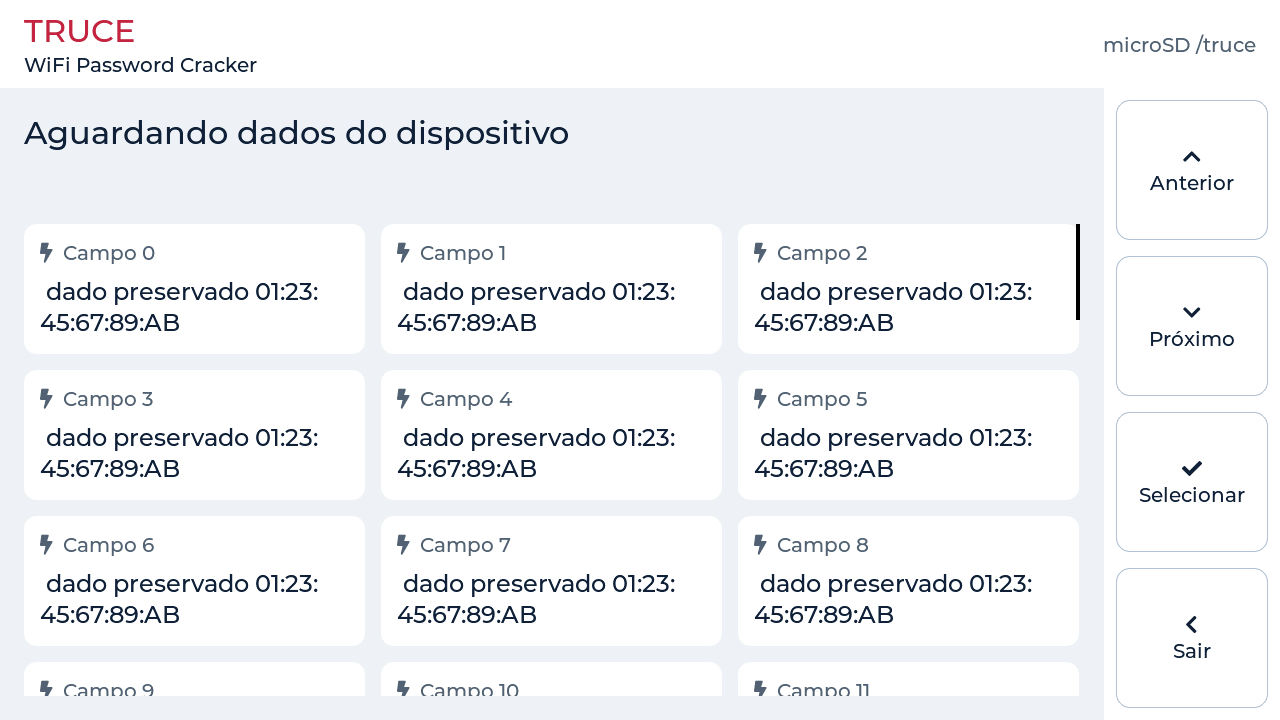 TRUCE
WiFi Password Cracker
microSD /truce
Aguardando dados do dispositivo
Campo 0
dado preservado 01:23:
45:67:89:AB
Campo 1
dado preservado 01:23:
45:67:89:AB
Campo 2
dado preservado 01:23:
45:67:89:AB
Campo 3
dado preservado 01:23:
45:67:89:AB
Campo 4
dado preservado 01:23:
45:67:89:AB
Campo 5
dado preservado 01:23:
45:67:89:AB
Campo 6
dado preservado 01:23:
45:67:89:AB
Campo 7
dado preservado 01:23:
45:67:89:AB
Campo 8
dado preservado 01:23:
45:67:89:AB
Campo 9
Campo 10
Campo 11
Anterior
Próximo
Selecionar
Sair